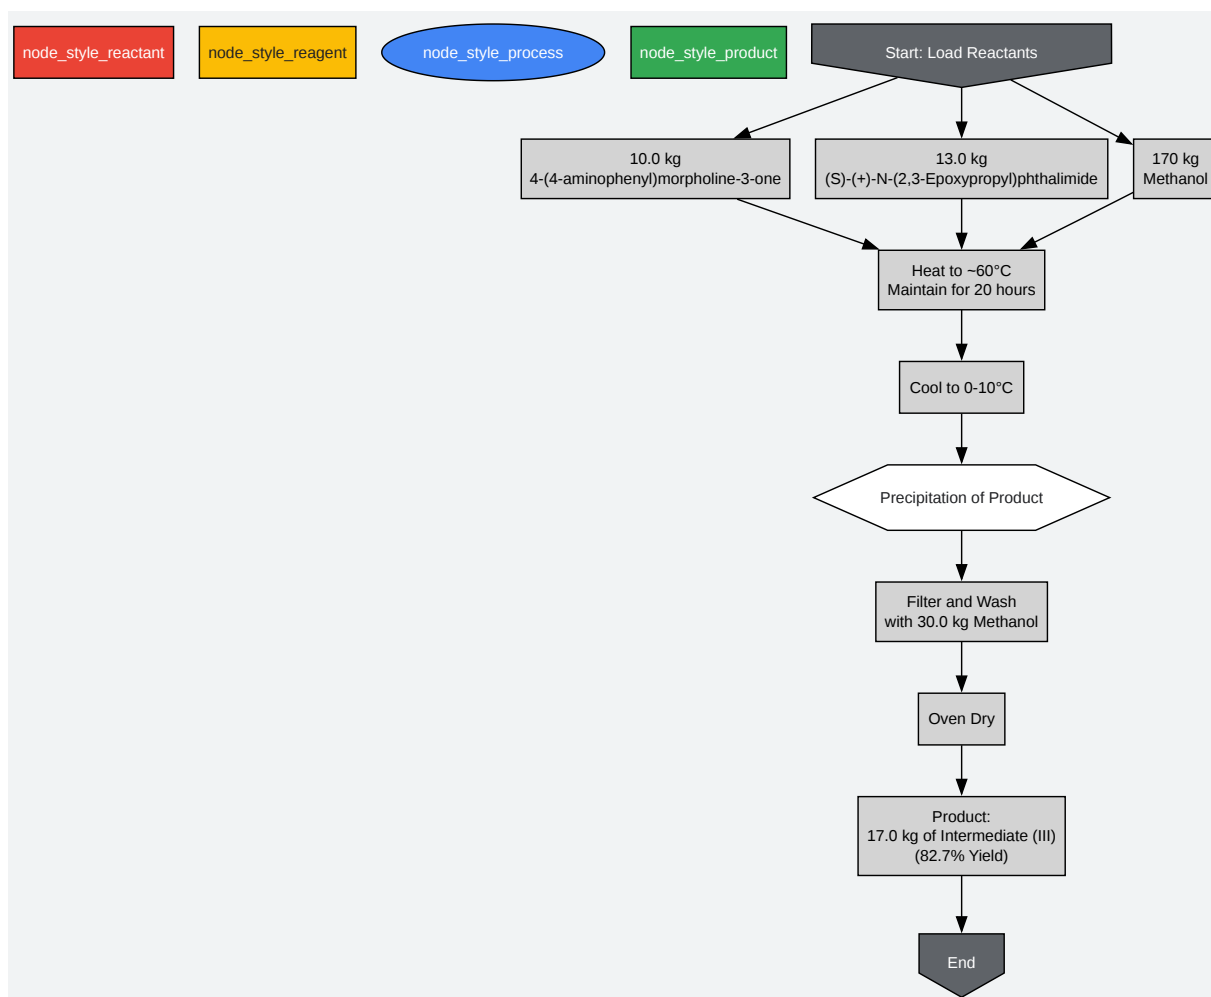 node_style_reactant
node_style_reagent
node_style_process
node_style_product
Start: Load Reactants
10.0 kg
4-(4-aminophenyl)morpholine-3-one
13.0 kg
(S)-(+)-N-(2,3-Epoxypropyl)phthalimide
170 kg
Methanol
Heat to ~60°C
Maintain for 20 hours
Cool to 0-10°C
Precipitation of Product
Filter and Wash
with 30.0 kg Methanol
Oven Dry
Product:
17.0 kg of Intermediate (III)
(82.7% Yield)
End